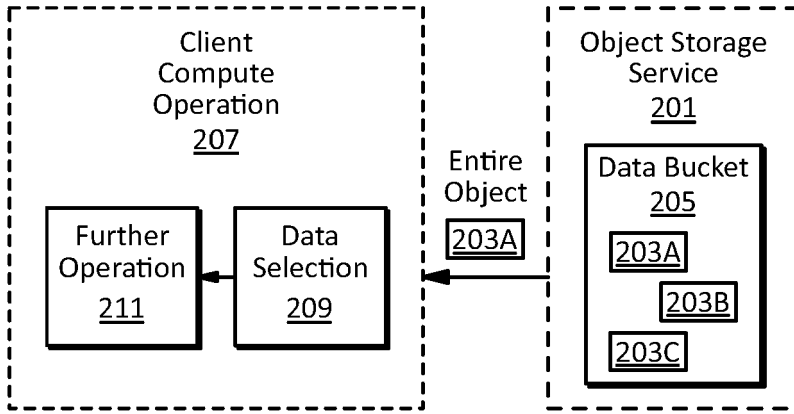 Client
Compute
Operation
207
Further
Operation
211
Data
Selection
209
Entire
Object
203A
Object Storage
Service
201
Data Bucket
205
203A
203B
203C